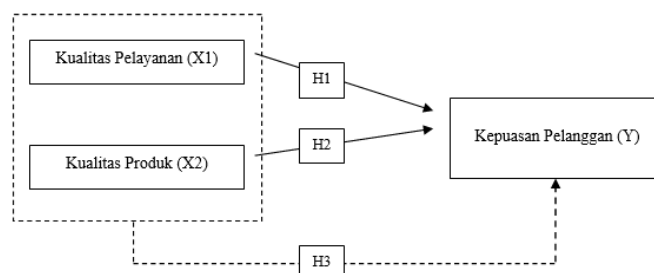 Kualitas Pelayanan (X1)
H1
Kepuasan Pelanggan (Y)
Kualitas Produk (X2)
H2
H3